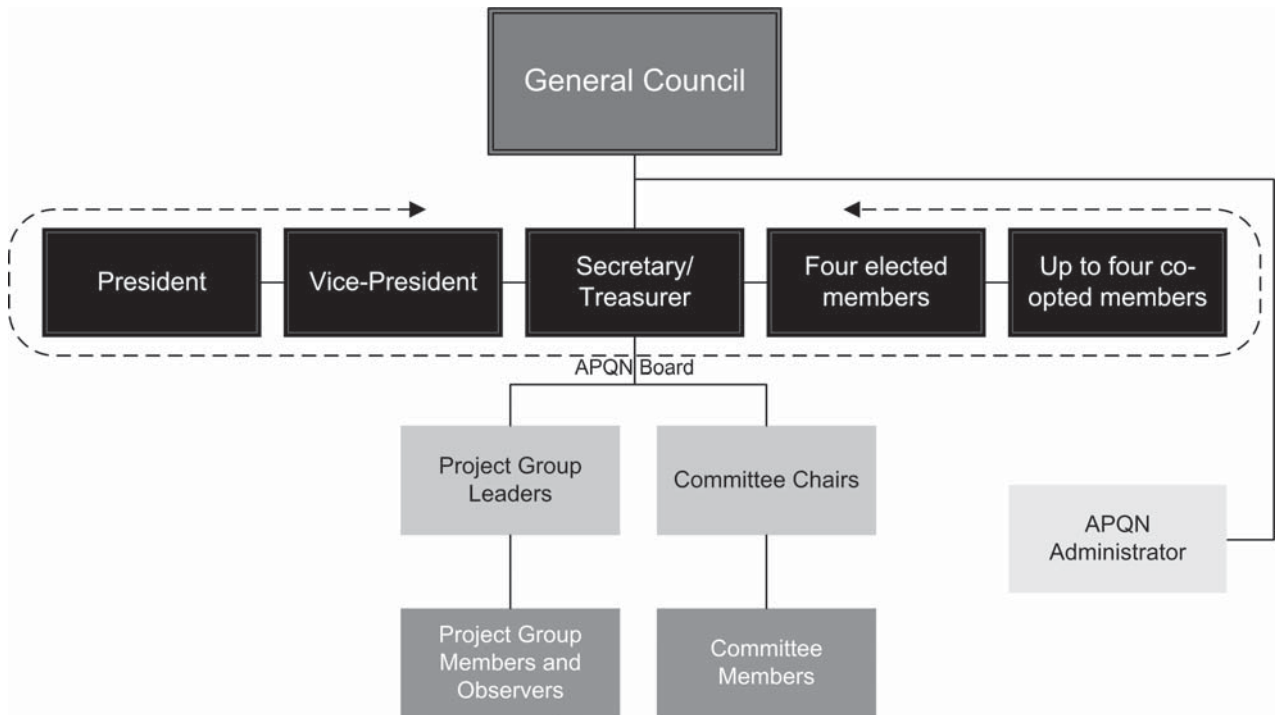 General Council
President
Vice-President
Secretary/
Treasurer
Four elected
members
Up to four co-
opted members
APQN Board
Project Group
Leaders
Committee Chairs
APQN
Administrator
Project Group
Members and
Observers
Committee
Members